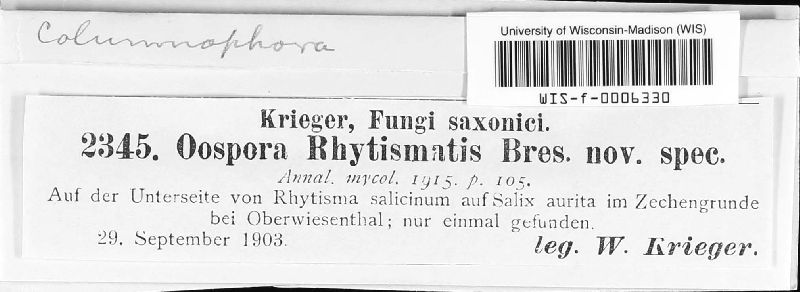 Columnophora
University of Wisconsin-Madison (WIS)
WIS-f-0006330
Krieger, Fungi saxonici.
2345. Oospora Rhytismatis Bres. nov. spec.
Annal. mycol. 1915. p. 105.
Auf der Unterseite von Rhytisma salicinum auf Salix aurita im Zechengrunde
bei Oberwiesenthal; nur einmal gefunden.
29. September 1903.
leg. W. Krieger.